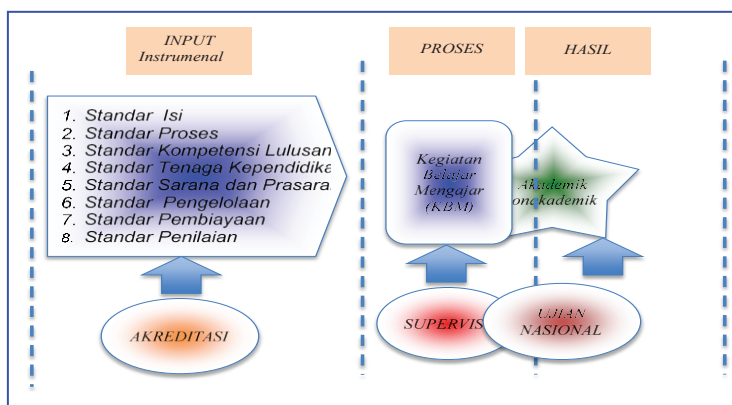 INPUT
Instrumenal
PROSES
HASIL
1. Standar Isi
2. Standar Proses
3. Standar Kompetensi Lulusan
4. Standar Tenaga Kependidika
5. Standar Sarana dan Prasara
6. Standar Pengelolaan
7. Standar Pembiayaan
8. Standar Penilaian
Kegiatan
Belajar
Mengajar
(KBM)
Akademik
onakademik
AKREDITASI
SUPERVIS
UJIAN
NASIONAL